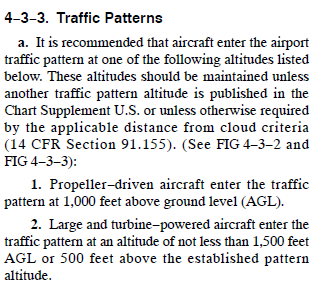 4–3–3. Traffic Patterns
a. It is recommended that aircraft enter the airport
traffic pattern at one of the following altitudes listed
below. These altitudes should be maintained unless
another traffic pattern altitude is published in the
Chart Supplement U.S. or unless otherwise required
by the applicable distance from cloud criteria
(14 CFR Section 91.155). (See FIG 4–3–2 and
FIG 4–3–3):
1. Propeller–driven aircraft enter the traffic
pattern at 1,000 feet above ground level (AGL).
2. Large and turbine–powered aircraft enter the
traffic pattern at an altitude of not less than 1,500 feet
AGL or 500 feet above the established pattern
altitude.